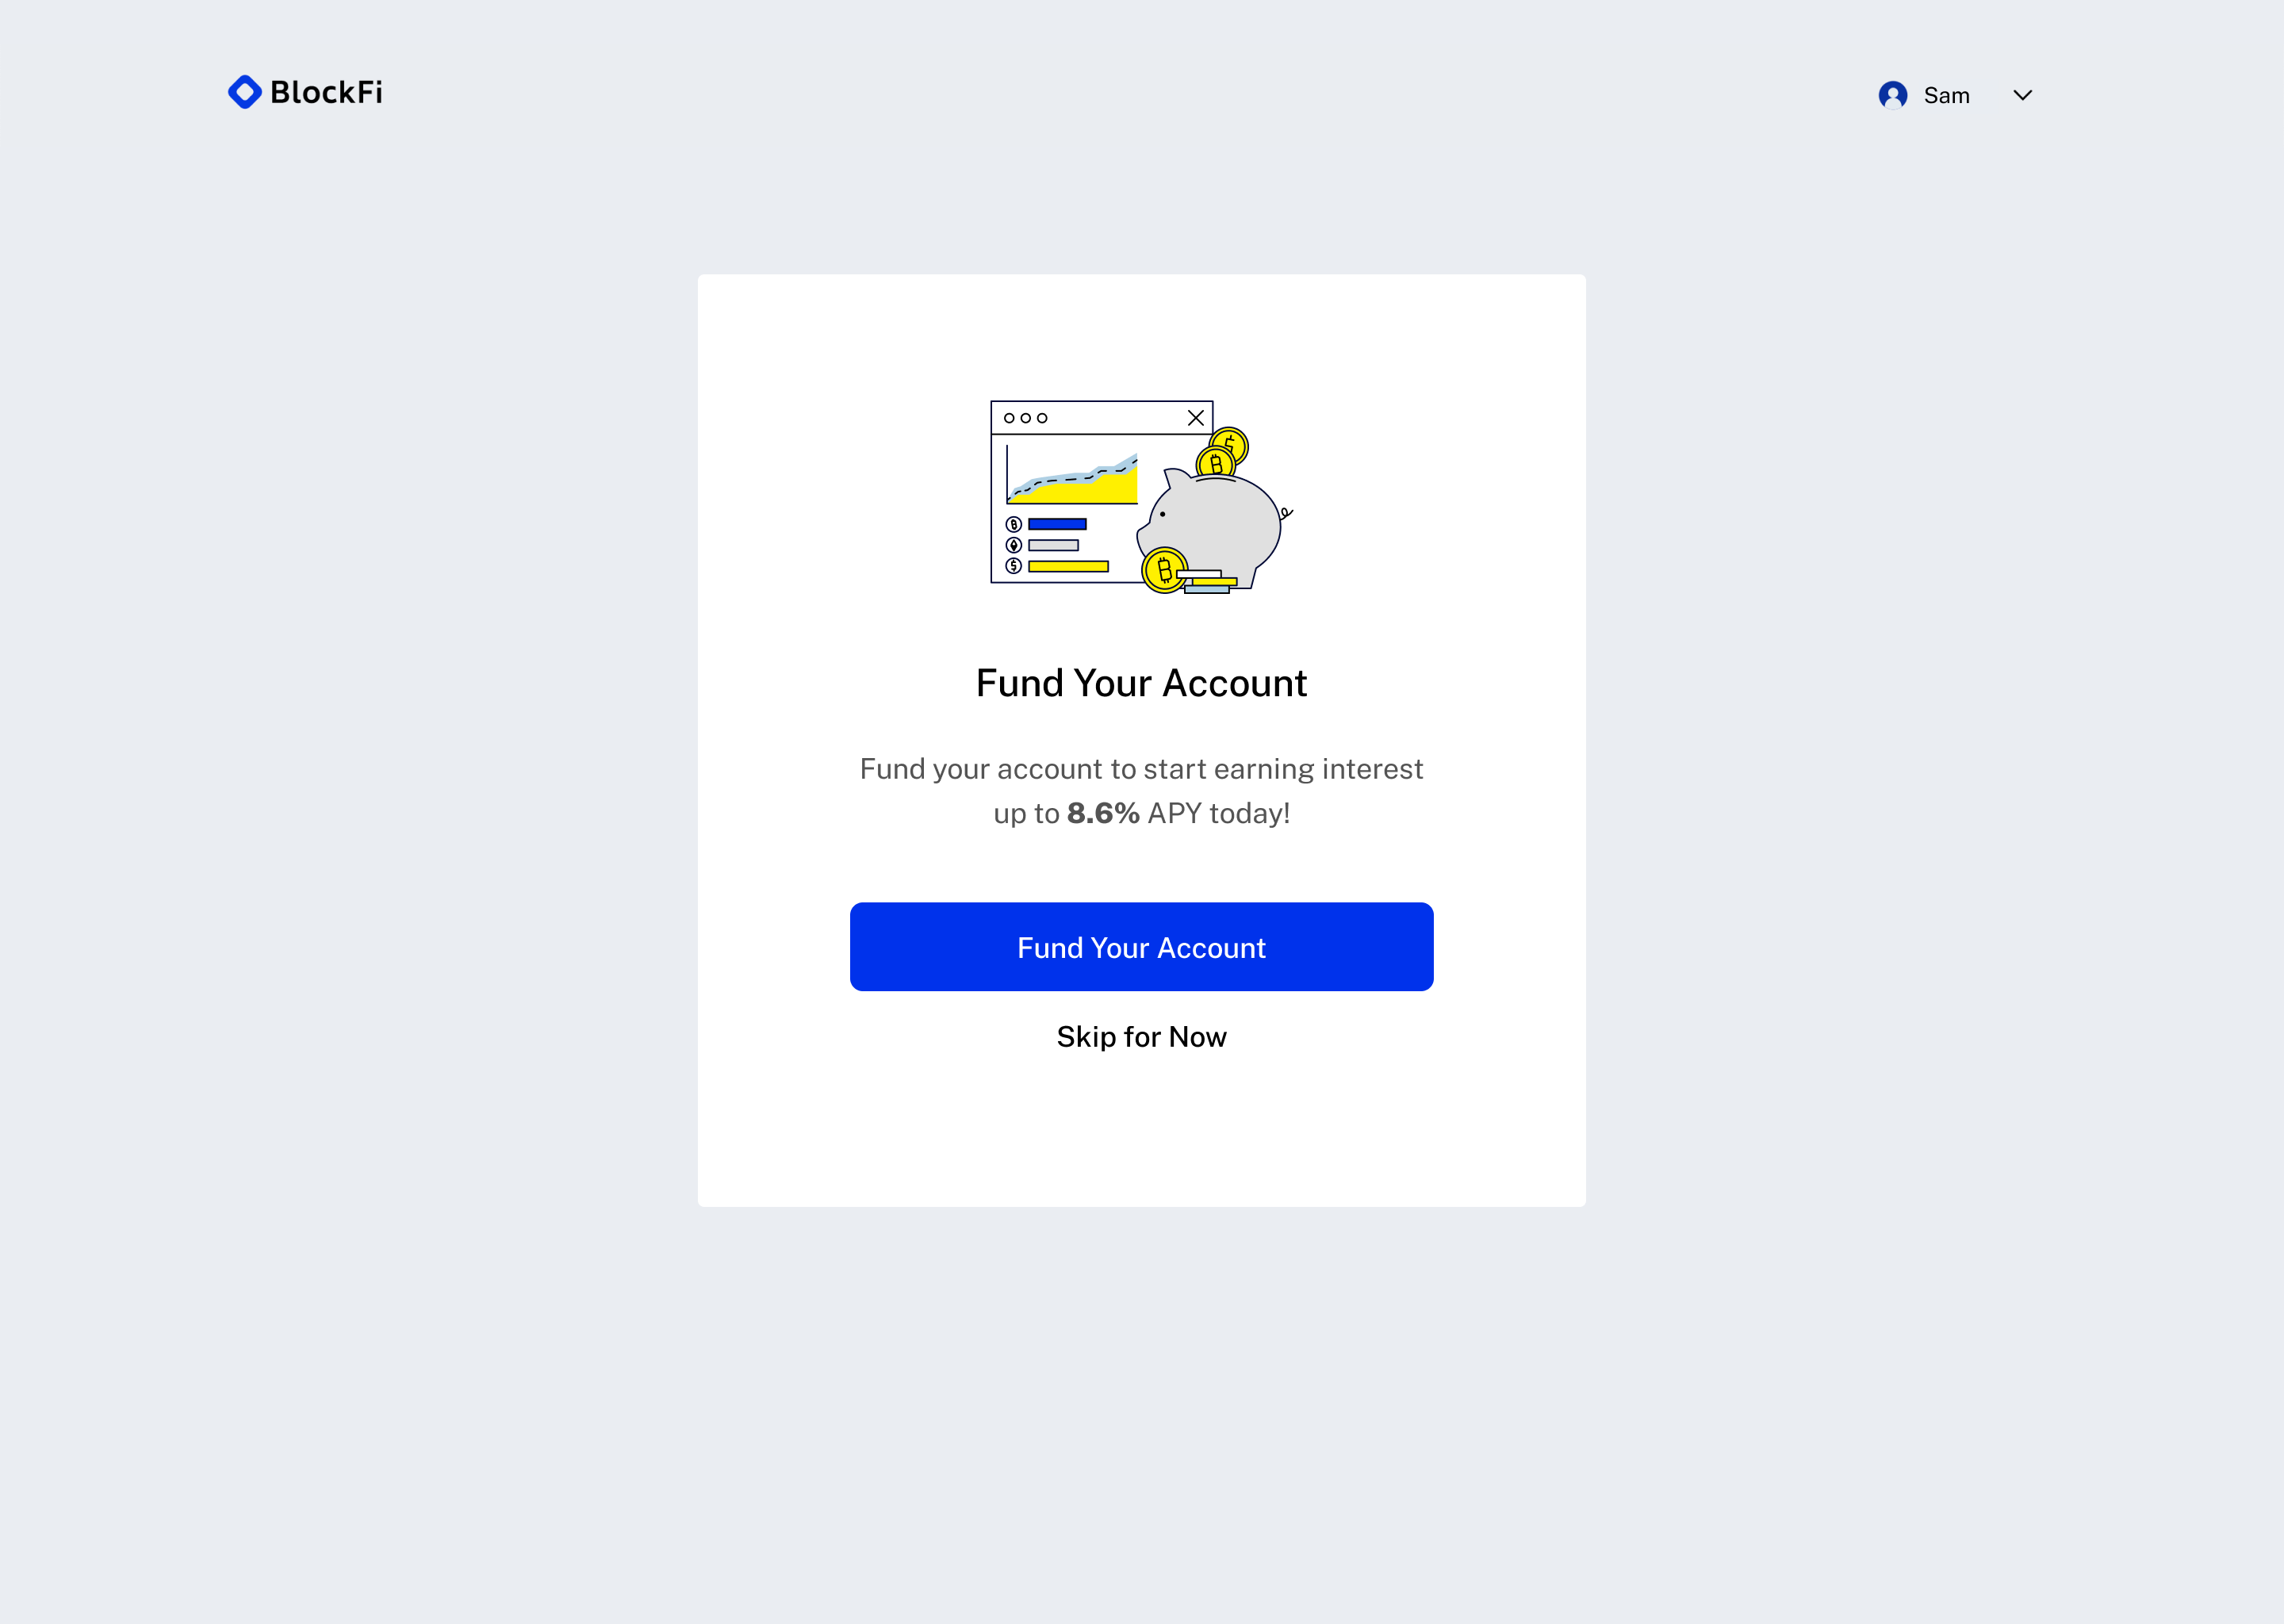 BlockFi
Sam
Fund Your Account
Fund your account to start earning interest
up to 8.6% APY today!
Fund Your Account
Skip for Now